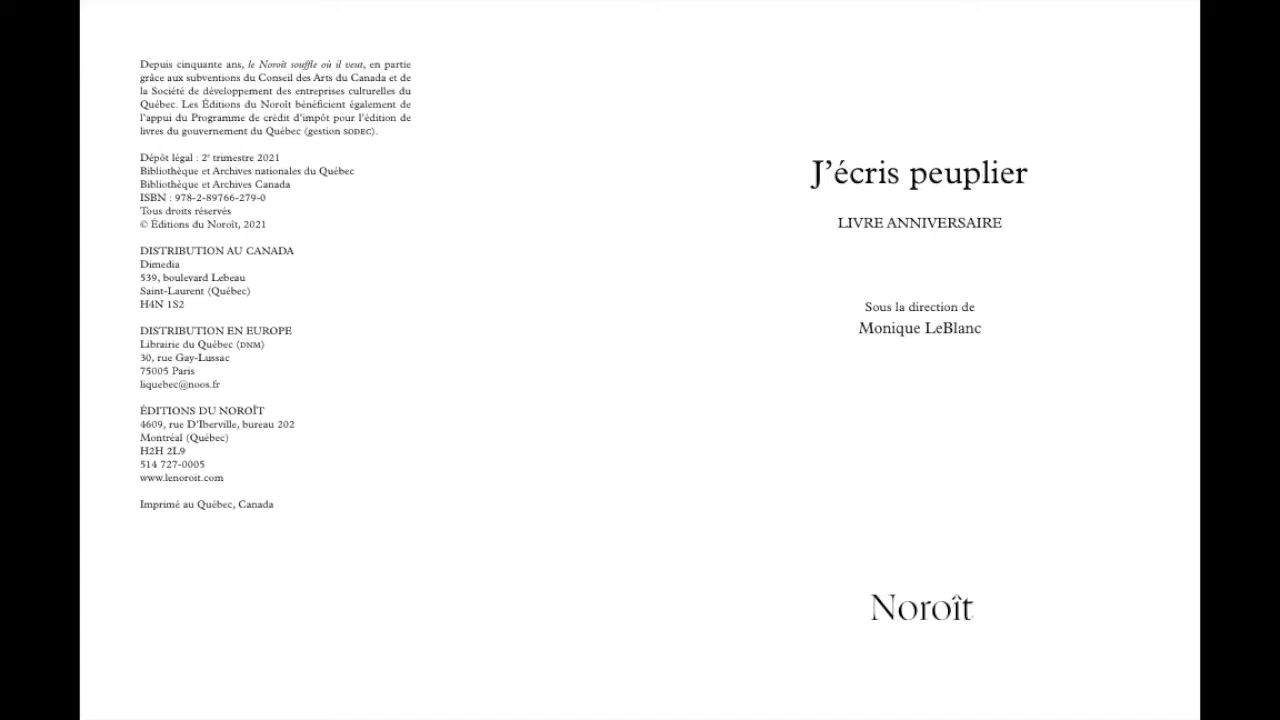 Depuis cinquante ans, le Noroît souffle où il veut, en partie
grâce aux subventions du Conseil des Arts du Canada et de
la Société de développement des entreprises culturelles du
Québec. Les Éditions du Noroît bénéficient également de
l'appui du Programme de crédit d'impôt pour l'édition de
livres du gouvernement du Québec (gestion SODEC).
Dépôt légal : 2e trimestre 2021
Bibliothèque et Archives nationales du Québec
Bibliothèque et Archives Canada
ISBN : 978-2-89766-279-0
Tous droits réservés
© Éditions du Noroît, 2021
DISTRIBUTION AU CANADA
Dimedia
539, boulevard Lebeau
Saint-Laurent (Québec)
H4N 1S2
DISTRIBUTION EN EUROPE
Librairie du Québec (DNM)
30, rue Gay-Lussac
75005 Paris
liquebec@noos.fr
ÉDITIONS DU NOROÎT
4609, rue D'Iberville, bureau 202
Montréal (Québec)
H2H 2L9
514 727-0005
www.lenoroit.com
Imprimé au Québec, Canada
J'écris peuplier
LIVRE ANNIVERSAIRE
Sous la direction de
Monique LeBlanc
Noroît